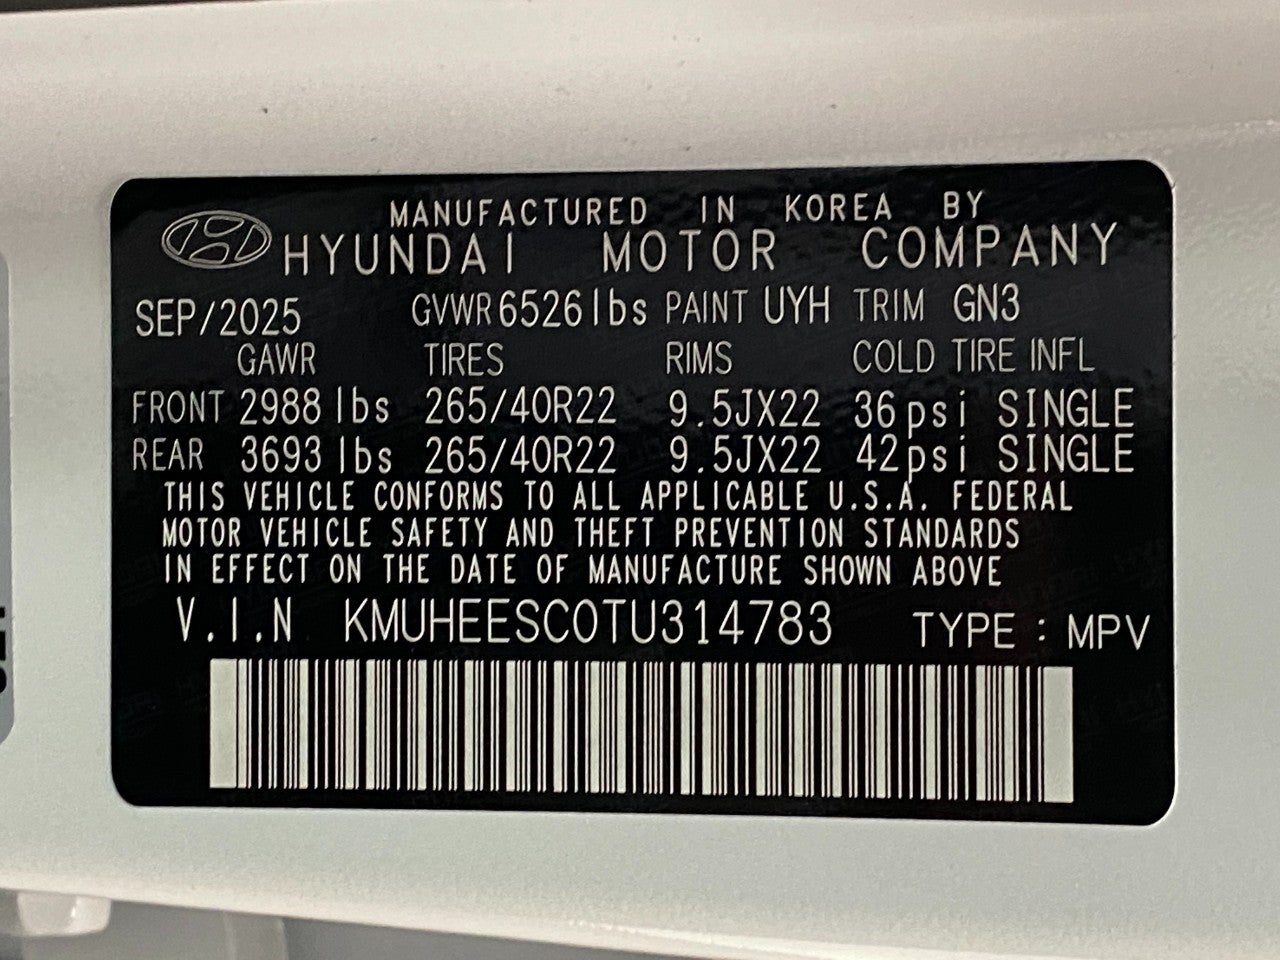 MANUFACTURED IN KOREA BY
HYUNDAI MOTOR COMPANY
SEP/2025 GVWR 6526 lbs PAINT UYH TRIM GN3
GAWR TIRES RIMS COLD TIRE INFL
FRONT 2988 lbs 265/40R22 9.5JX22 36psi SINGLE
REAR 3693 lbs 265/40R22 9.5JX22 42psi SINGLE
THIS VEHICLE CONFORMS TO ALL APPLICABLE U.S.A. FEDERAL
MOTOR VEHICLE SAFETY AND THEFT PREVENTION STANDARDS
IN EFFECT ON THE DATE OF MANUFACTURE SHOWN ABOVE
V.I.N KMUHEESC0TU314783 TYPE : MPV